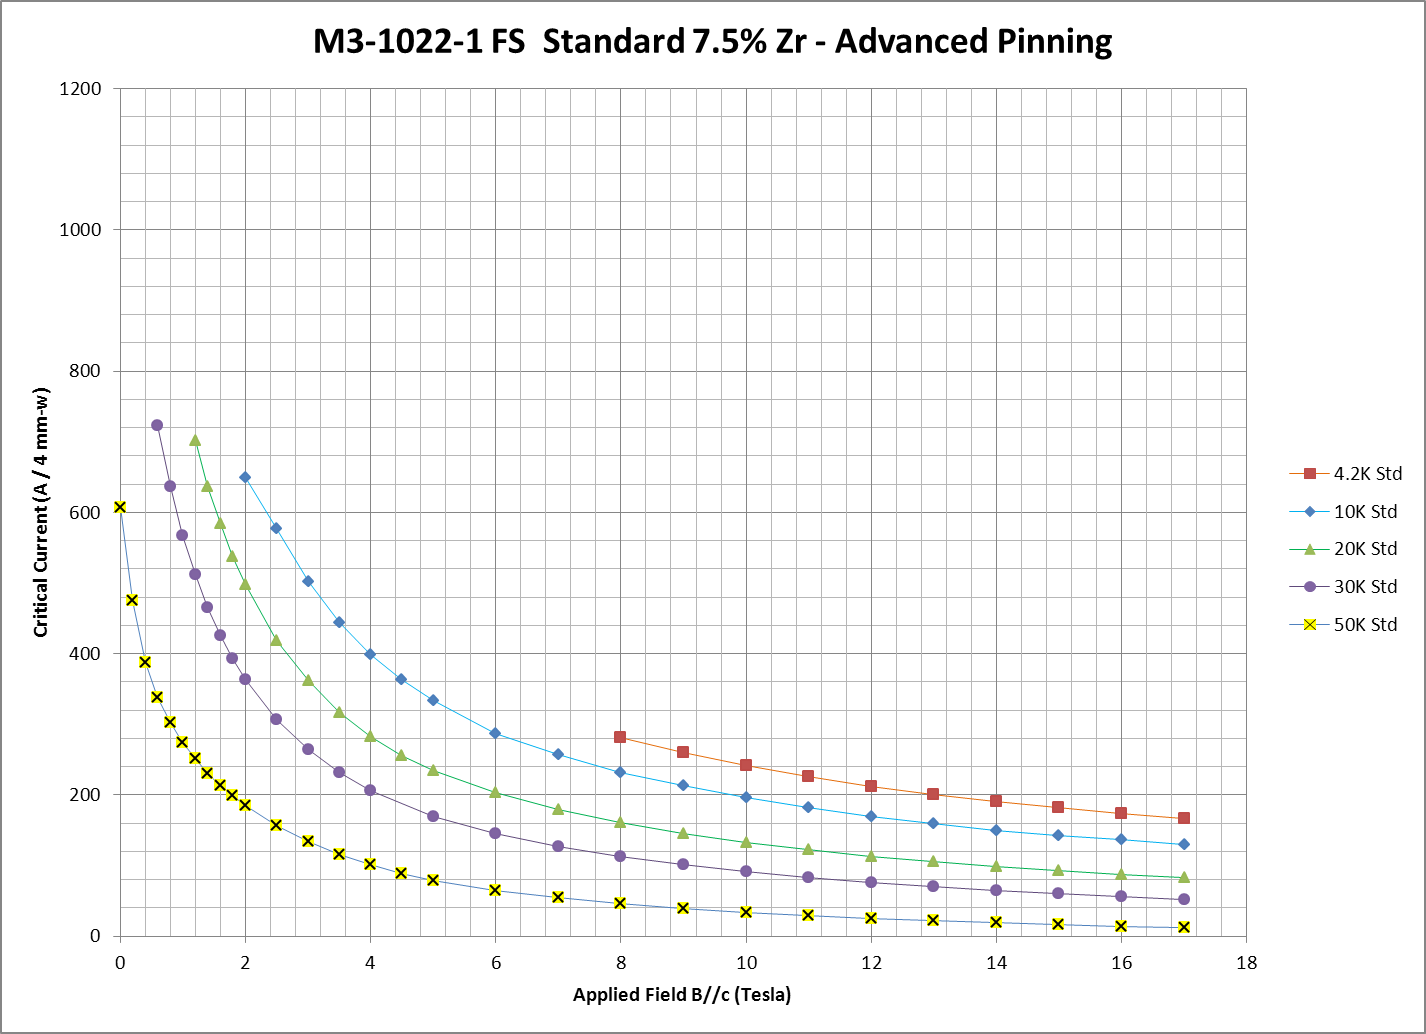 M3-1022-1 FS  Standard 7.5% Zr - Advanced Pinning
1200
1000
800
600
400
200
0
Critical Current (A / 4 mm-w)
0 2 4 6 8 10 12 14 16 18
Applied Field B//c (Tesla)
4.2K Std
10K Std
20K Std
30K Std
50K Std